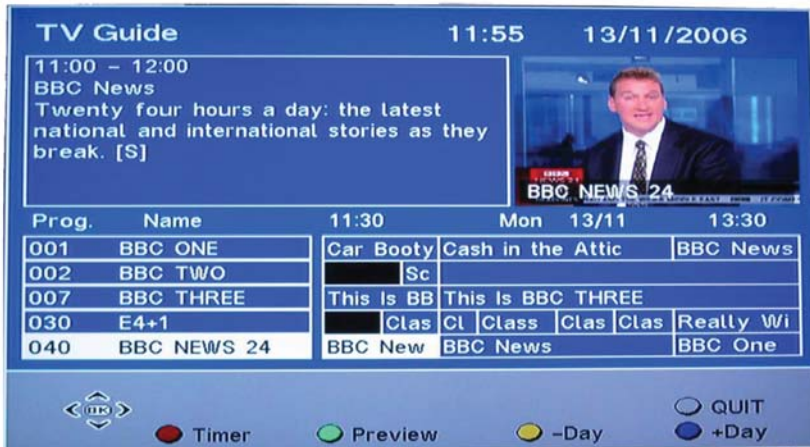 TV Guide 11:55 13/11/2006
11:00 – 12:00
BBC News
Twenty four hours a day: the latest
national and international stories as they
break. [S]
BBC NEWS 24
Prog. Name 11:30 Mon 13/11 13:30
001 BBC ONE Car Booty Cash in the Attic BBC News
002 BBC TWO Sc
007 BBC THREE This Is BB This Is BBC THREE
030 E4+1 Clas Cl Class Clas Clas Really Wi
040 BBC NEWS 24 BBC New BBC News BBC One
OK QUIT
Timer Preview –Day +Day